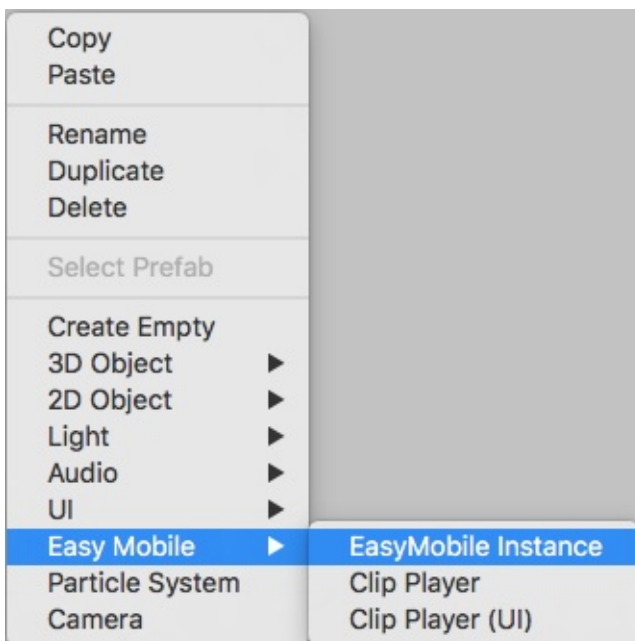 Copy
Paste
Rename
Duplicate
Delete
Select Prefab
Create Empty
3D Object
2D Object
Light
Audio
UI
Easy Mobile
Particle System
Camera
EasyMobile Instance
Clip Player
Clip Player (UI)